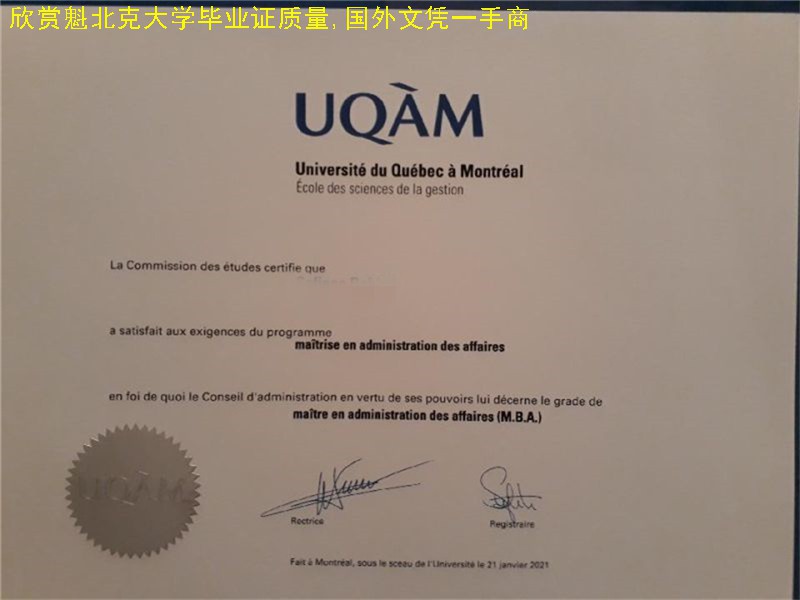 欣赏魁北克大学毕业证质量,国外文凭一手商
UQÀM
Université du Québec à Montréal
École des sciences de la gestion
La Commission des études certifie que
a satisfait aux exigences du programme
maîtrise en administration des affaires
en foi de quoi le Conseil d'administration en vertu de ses pouvoirs lui décerne le grade de
maître en administration des affaires (M.B.A.)
Rectrice
Registraire
Fait à Montréal, sous le sceau de l'Université le 21 janvier 2021